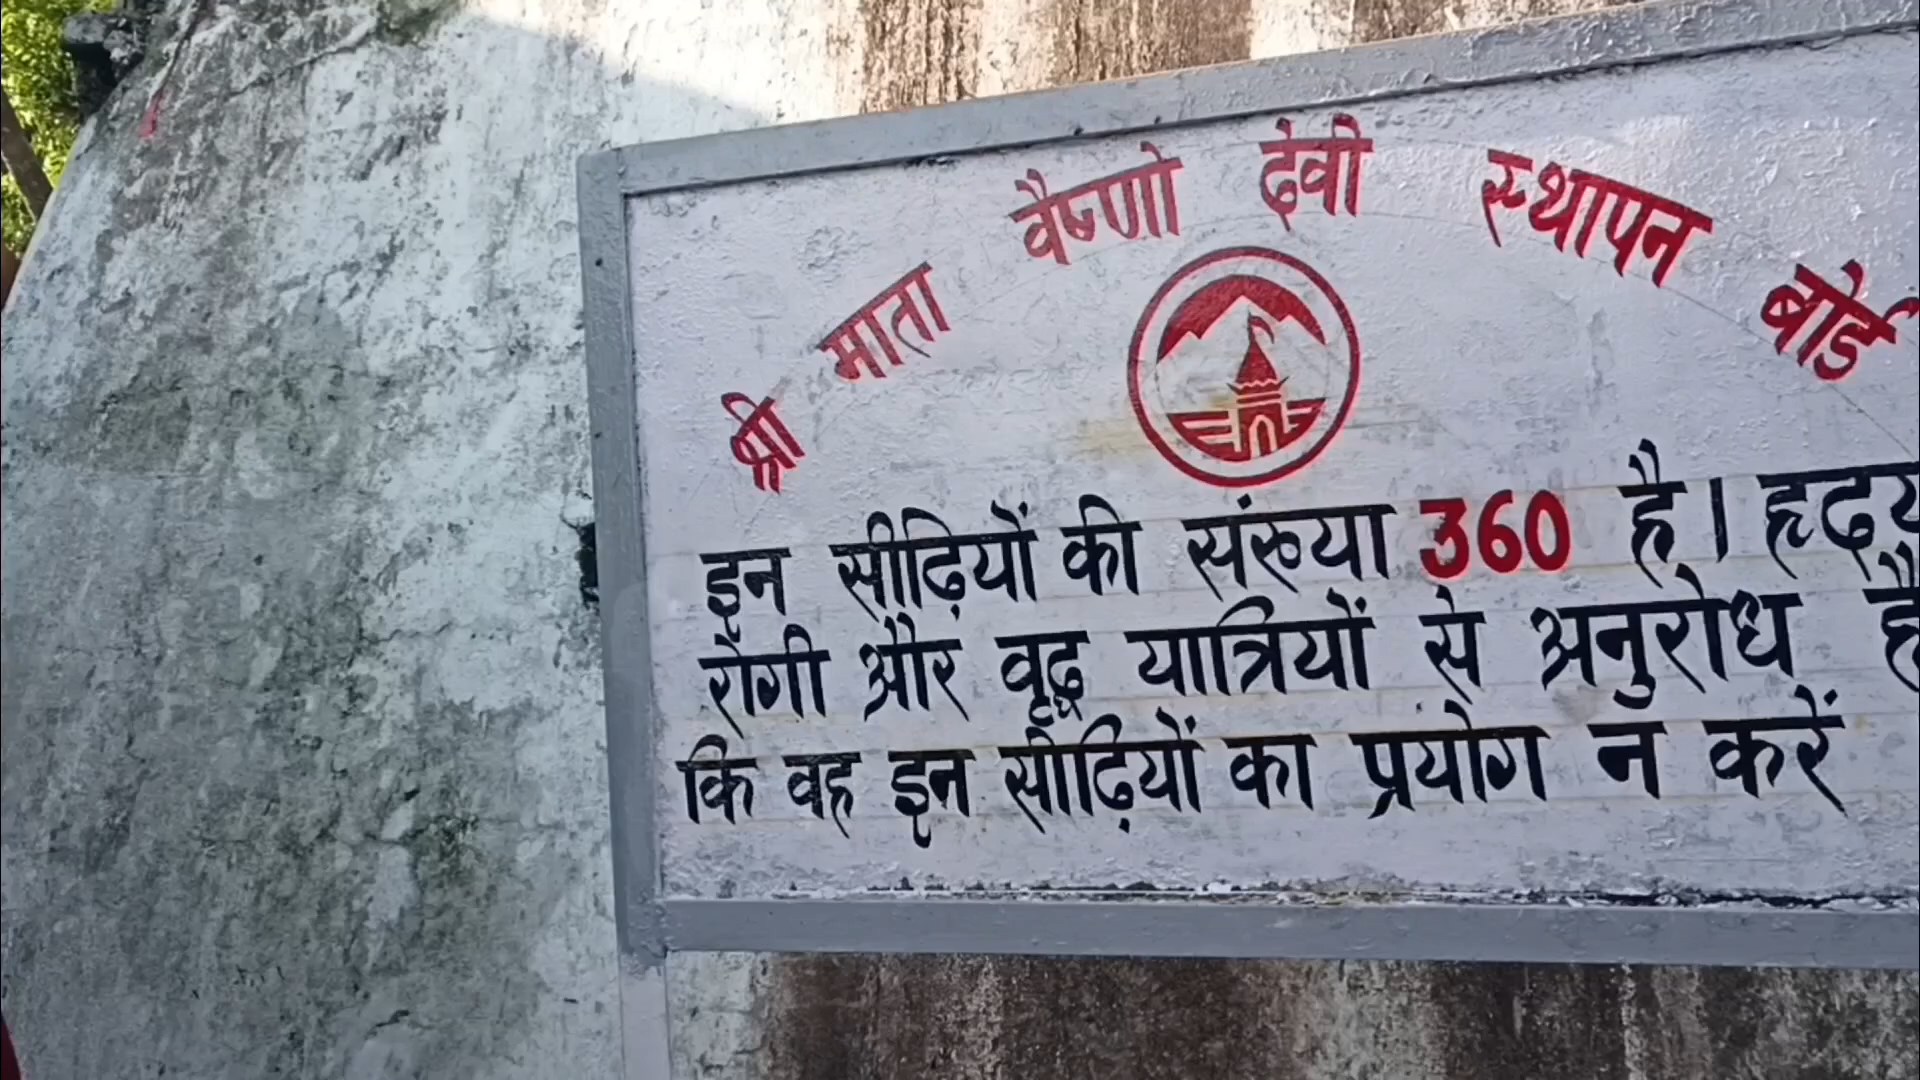 श्री माता वैष्णो देवी स्थापन बोर्ड
इन सीढ़ियों की संख्या 360 है। हृदय
रोगी और वृद्ध यात्रियों से अनुरोध है
कि वह इन सीढ़ियों का प्रयोग न करें